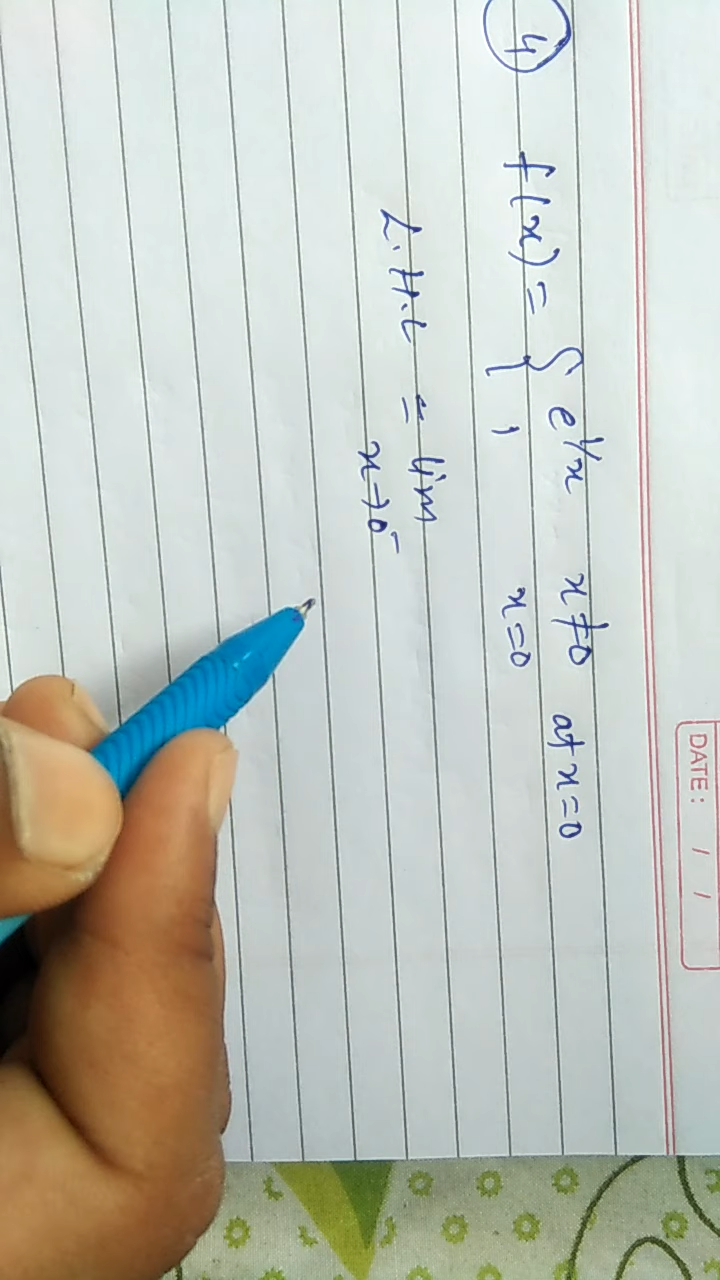 DATE: / /
④ f(x) = { e^{1/x} x≠0 at x=0
1 x=0
L.H.L = lim
x→0⁻